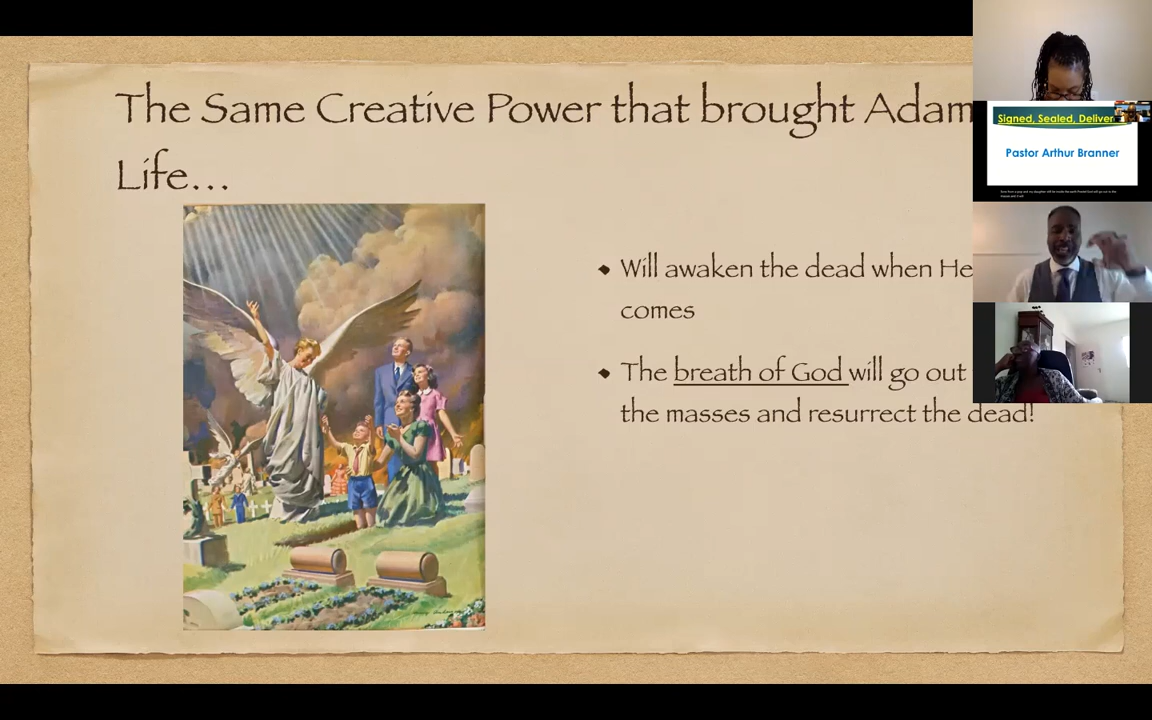 The Same Creative Power that brought Adam
Life...
Will awaken the dead when He
comes
The breath of God will go out
the masses and resurrect the dead!
Signed, Sealed, Deliver
Pastor Arthur Branner